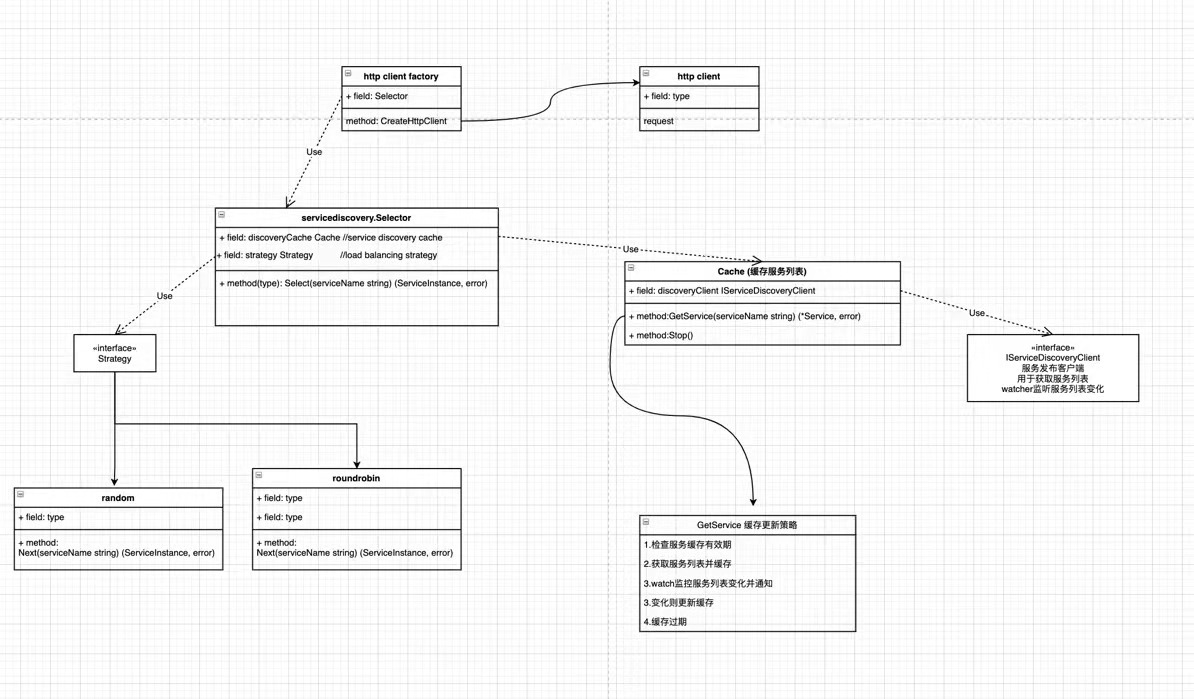 http client factory
+ field: Selector
method: CreateHttpClient
http client
+ field: type
request
Use
servicediscovery.Selector
+ field: discoveryCache Cache //service discovery cache
+ field: strategy Strategy //load balancing strategy
+ method(type): Select(serviceName string) (ServiceInstance, error)
Use
Cache (缓存服务列表)
+ field: discoveryClient IServiceDiscoveryClient
+ method:GetService(serviceName string) (*Service, error)
+ method:Stop()
Use
Use
«interface»
Strategy
«interface»
IServiceDiscoveryClient
服务发布客户端
用于获取服务列表
watcher监听服务列表变化
random
+ field: type
+ method:
Next(serviceName string) (ServiceInstance, error)
roundrobin
+ field: type
+ field: type
+ method:
Next(serviceName string) (ServiceInstance, error)
GetService 缓存更新策略
1.检查服务缓存有效期
2.获取服务列表并缓存
3.watch监控服务列表变化并通知
3.变化则更新缓存
4.缓存过期